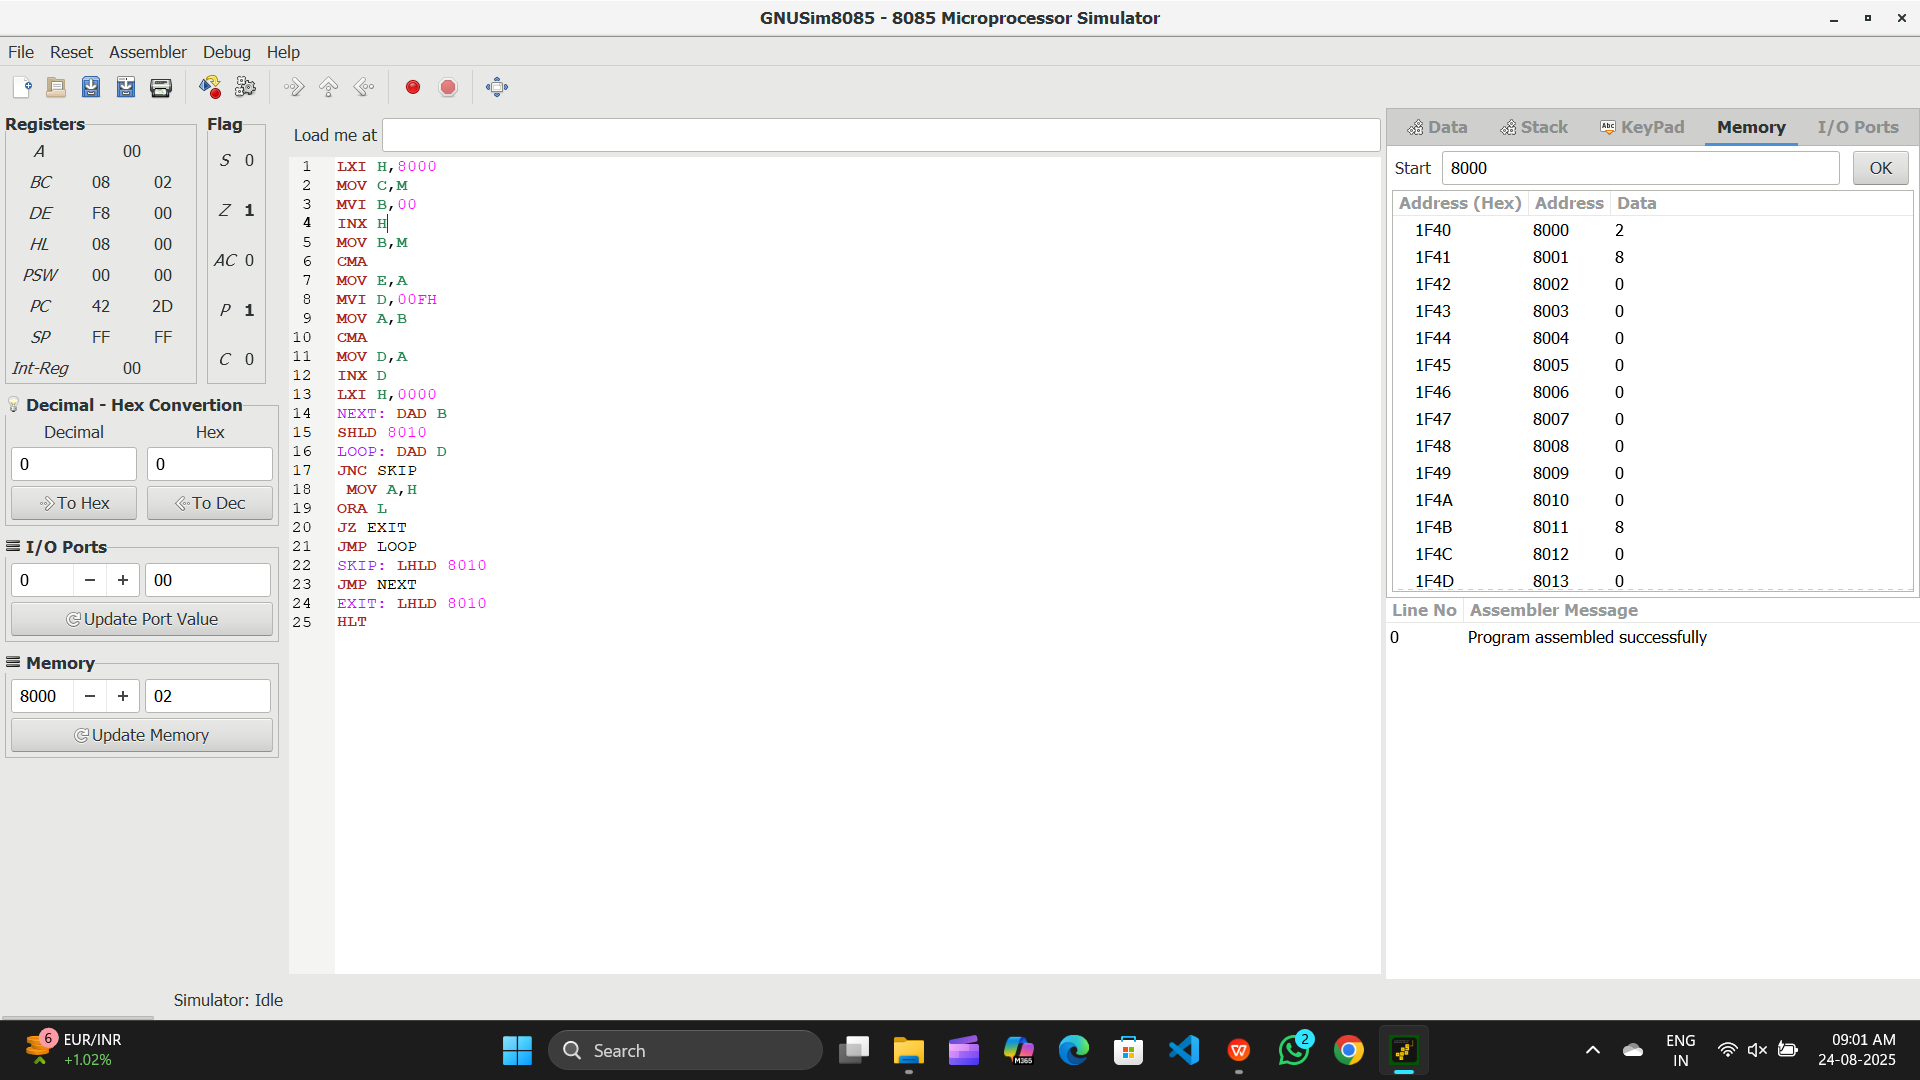 GNUSim8085 - 8085 Microprocessor Simulator
File Reset Assembler Debug Help
Registers
A 00
BC 08 02
DE F8 00
HL 08 00
PSW 00 00
PC 42 2D
SP FF FF
Int-Reg 00
Flag
S 0
Z 1
AC 0
P 1
C 0
Decimal - Hex Convertion
Decimal Hex
0 0
To Hex To Dec
I/O Ports
0 − + 00
Update Port Value
Memory
8000 − + 02
Update Memory
Load me at
1 LXI H,8000
2 MOV C,M
3 MVI B,00
4 INX H
5 MOV B,M
6 CMA
7 MOV E,A
8 MVI D,00FH
9 MOV A,B
10 CMA
11 MOV D,A
12 INX D
13 LXI H,0000
14 NEXT: DAD B
15 SHLD 8010
16 LOOP: DAD D
17 JNC SKIP
18 MOV A,H
19 ORA L
20 JZ EXIT
21 JMP LOOP
22 SKIP: LHLD 8010
23 JMP NEXT
24 EXIT: LHLD 8010
25 HLT
Data Stack Abc KeyPad Memory I/O Ports
Start 8000 OK
Address (Hex) Address Data
1F40 8000 2
1F41 8001 8
1F42 8002 0
1F43 8003 0
1F44 8004 0
1F45 8005 0
1F46 8006 0
1F47 8007 0
1F48 8008 0
1F49 8009 0
1F4A 8010 0
1F4B 8011 8
1F4C 8012 0
1F4D 8013 0
Line No Assembler Message
0 Program assembled successfully
Simulator: Idle
6 EUR/INR
+1.02%
Search
M365
2
ENG
IN
09:01 AM
24-08-2025